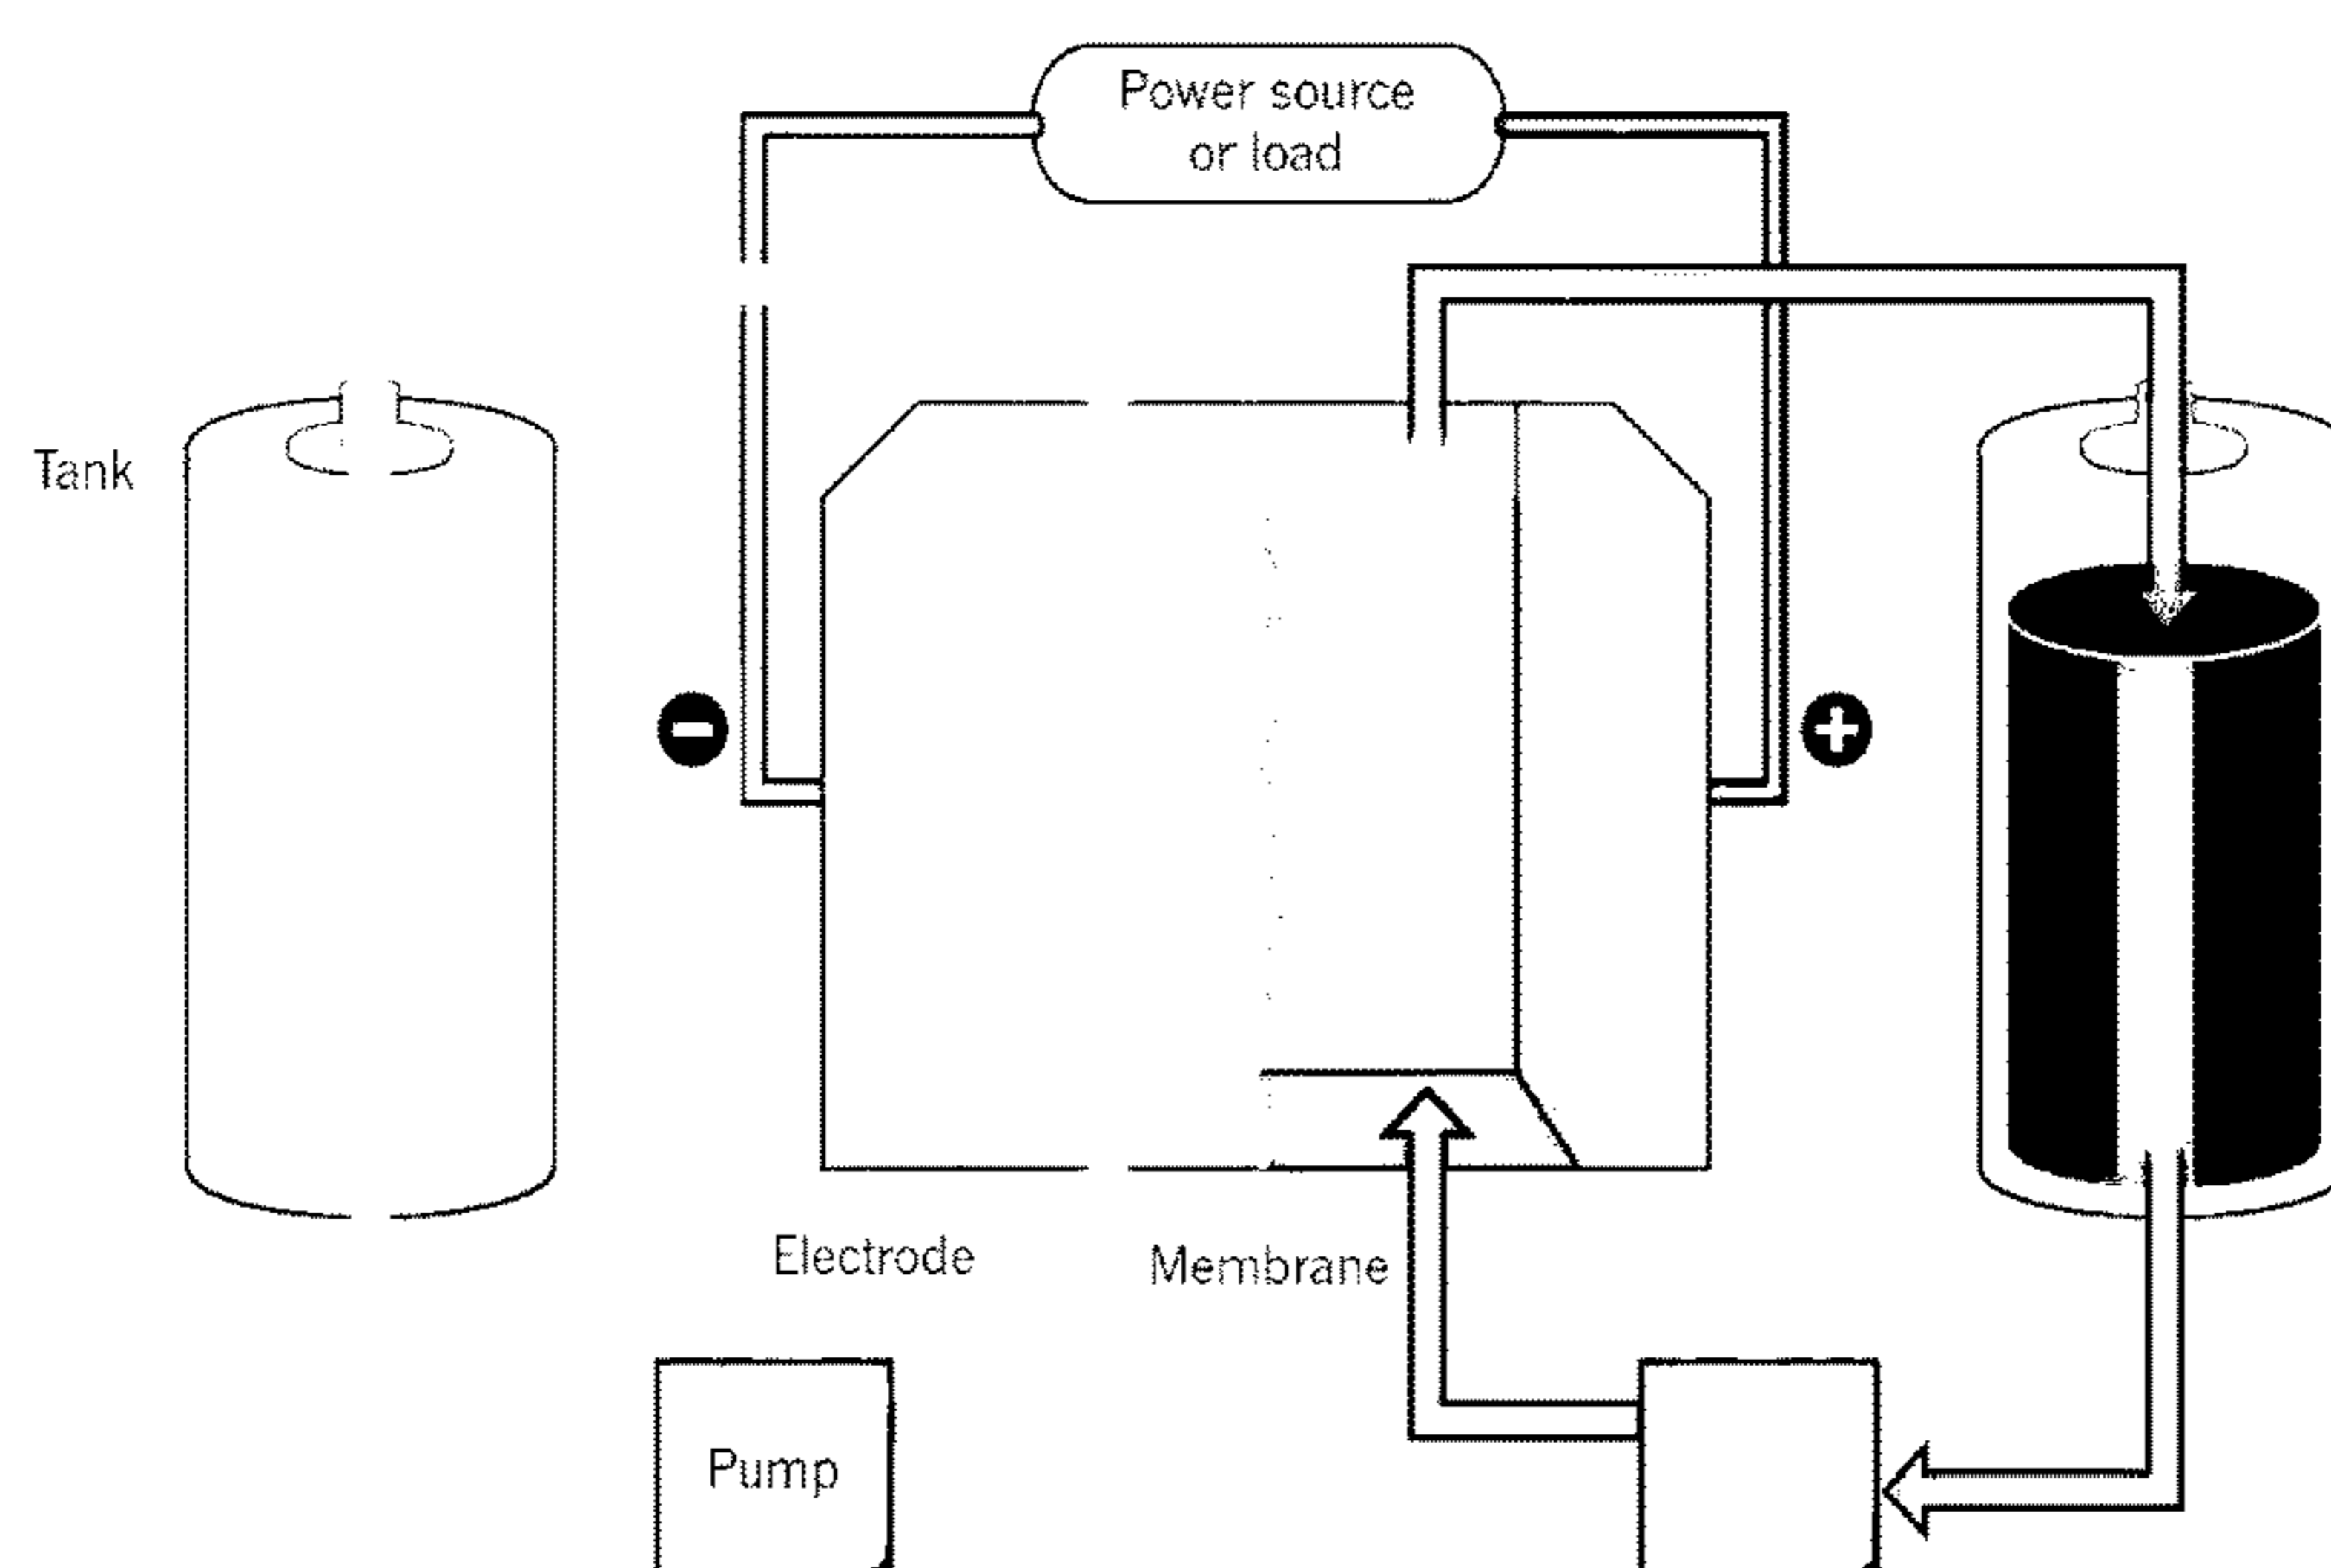 Power source
or load
Tank
Electrode
Membrane
Pump